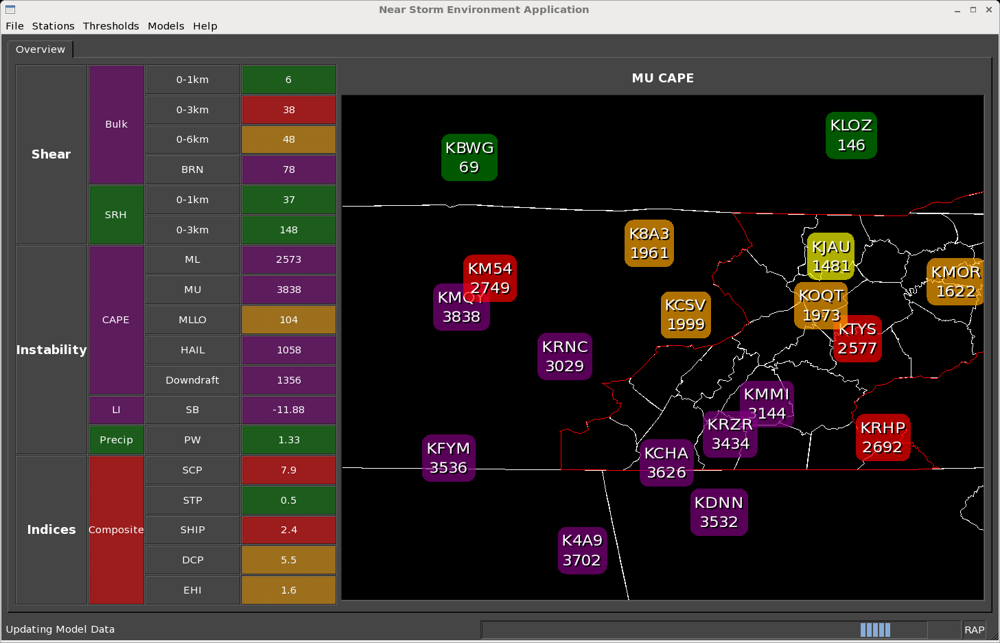 Near Storm Environment Application
File Stations Thresholds Models Help
Overview
Shear
Bulk
0-1km 6
0-3km 38
0-6km 48
BRN 78
SRH
0-1km 37
0-3km 148
Instability
CAPE
ML 2573
MU 3838
MLLO 104
HAIL 1058
Downdraft 1356
LI SB -11.88
Precip PW 1.33
Indices
Composite
SCP 7.9
STP 0.5
SHIP 2.4
DCP 5.5
EHI 1.6
MU CAPE
KLOZ
146
KBWG
69
K8A3
1961
KJAU
1481
KM54
2749
KMOR
1622
KMQY
3838
KOQT
1973
KCSV
1999
KTYS
2577
KRNC
3029
KMMI
3144
KRZR
3434
KRHP
2692
KFYM
3536
KCHA
3626
KDNN
3532
K4A9
3702
Updating Model Data
RAP